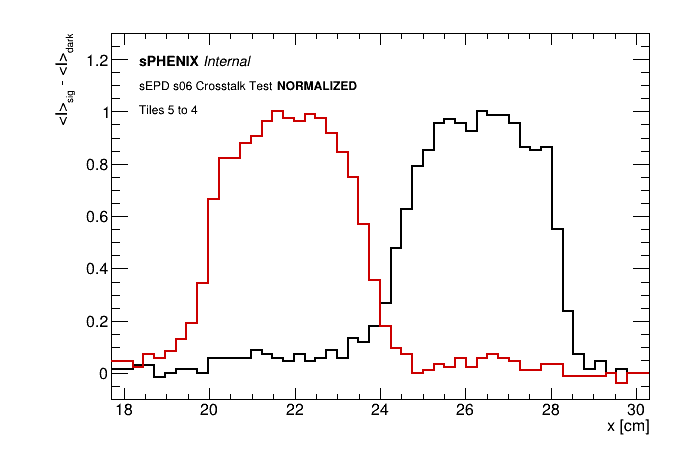 <I>sig - <I>dark
sPHENIX Internal
sEPD s06 Crosstalk Test NORMALIZED
Tiles 5 to 4
1.2
1
0.8
0.6
0.4
0.2
0
18 20 22 24 26 28 30
x [cm]